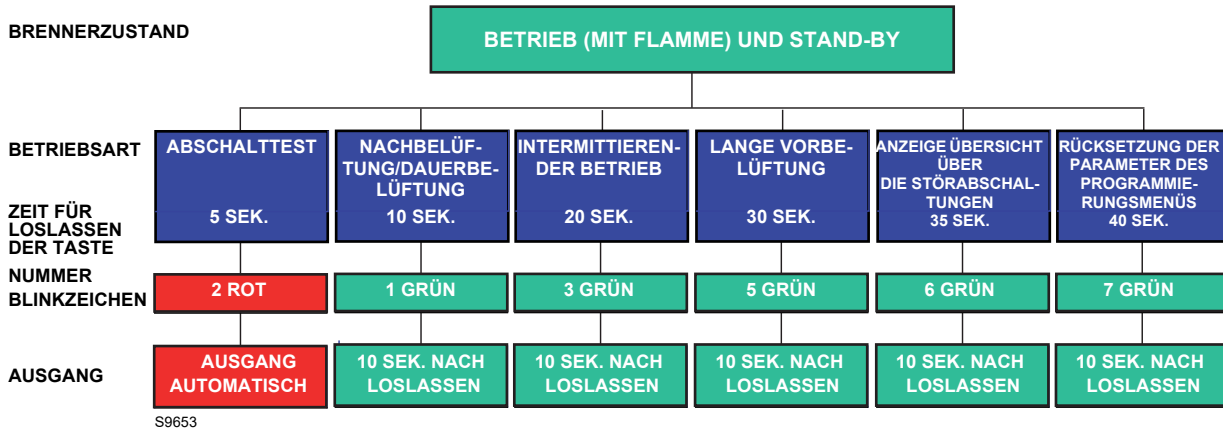 BRENNERZUSTAND
BETRIEB (MIT FLAMME) UND STAND-BY
BETRIEBSART
ABSCHALTTEST
NACHBELÜF-
TUNG/DAUERBE-
LÜFTUNG
INTERMITTIEREN-
DER BETRIEB
LANGE VORBE-
LÜFTUNG
ANZEIGE ÜBERSICHT
ÜBER
DIE STÖRABSCHAL-
TUNGEN
RÜCKSETZUNG DER
PARAMETER DES
PROGRAMMIE-
RUNGSMENÜS
ZEIT FÜR
LOSLASSEN
DER TASTE
5 SEK.
10 SEK.
20 SEK.
30 SEK.
35 SEK.
40 SEK.
NUMMER
BLINKZEICHEN
2 ROT
1 GRÜN
3 GRÜN
5 GRÜN
6 GRÜN
7 GRÜN
AUSGANG
AUSGANG
AUTOMATISCH
10 SEK. NACH
LOSLASSEN
10 SEK. NACH
LOSLASSEN
10 SEK. NACH
LOSLASSEN
10 SEK. NACH
LOSLASSEN
10 SEK. NACH
LOSLASSEN
S9653